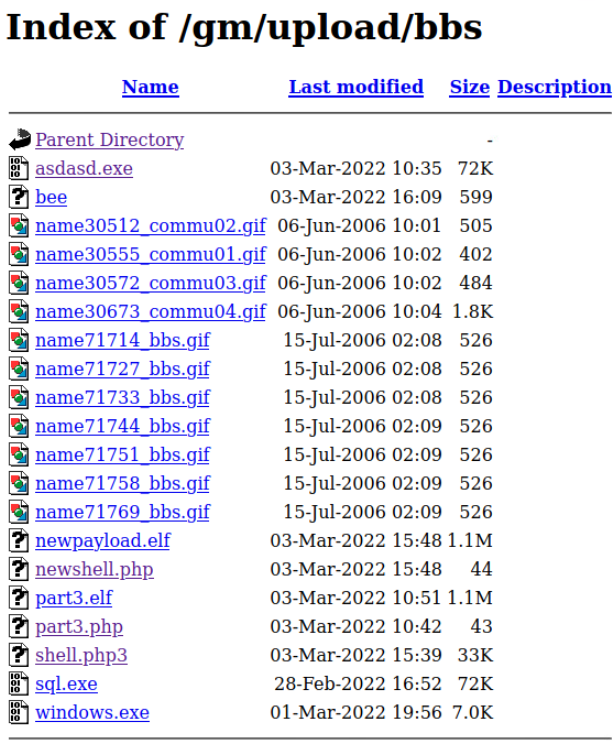 Index of /gm/upload/bbs
Name Last modified Size Description
Parent Directory -
asdasd.exe 03-Mar-2022 10:35 72K
bee 03-Mar-2022 16:09 599
name30512_commu02.gif 06-Jun-2006 10:01 505
name30555_commu01.gif 06-Jun-2006 10:02 402
name30572_commu03.gif 06-Jun-2006 10:02 484
name30673_commu04.gif 06-Jun-2006 10:04 1.8K
name71714_bbs.gif 15-Jul-2006 02:08 526
name71727_bbs.gif 15-Jul-2006 02:08 526
name71733_bbs.gif 15-Jul-2006 02:08 526
name71744_bbs.gif 15-Jul-2006 02:09 526
name71751_bbs.gif 15-Jul-2006 02:09 526
name71758_bbs.gif 15-Jul-2006 02:09 526
name71769_bbs.gif 15-Jul-2006 02:09 526
newpayload.elf 03-Mar-2022 15:48 1.1M
newshell.php 03-Mar-2022 15:48 44
part3.elf 03-Mar-2022 10:51 1.1M
part3.php 03-Mar-2022 10:42 43
shell.php3 03-Mar-2022 15:39 33K
sql.exe 28-Feb-2022 16:52 72K
windows.exe 01-Mar-2022 19:56 7.0K